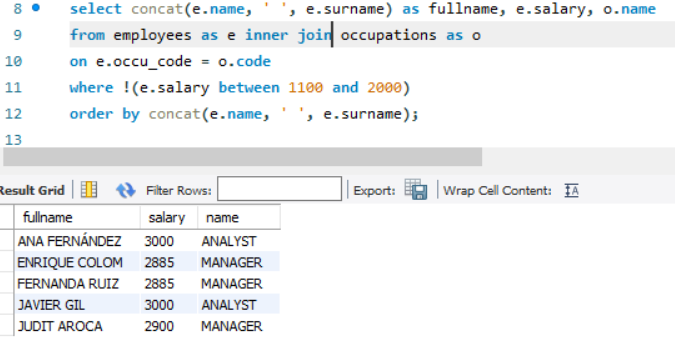 8 select concat(e.name, ' ', e.surname) as fullname, e.salary, o.name
9 from employees as e inner join occupations as o
10 on e.occu_code = o.code
11 where !(e.salary between 1100 and 2000)
12 order by concat(e.name, ' ', e.surname);
13
Result Grid Filter Rows: Export: Wrap Cell Content: IA
fullname salary name
ANA FERNÁNDEZ 3000 ANALYST
ENRIQUE COLOM 2885 MANAGER
FERNANDA RUIZ 2885 MANAGER
JAVIER GIL 3000 ANALYST
JUDIT AROCA 2900 MANAGER